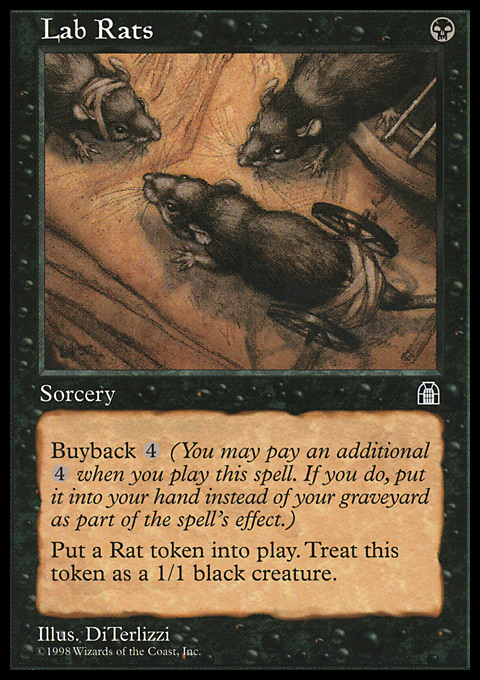 Lab Rats
Sorcery
Buyback 4 (You may pay an additional
4 when you play this spell. If you do, put
it into your hand instead of your graveyard
as part of the spell's effect.)
Put a Rat token into play. Treat this
token as a 1/1 black creature.
Illus. DiTerlizzi
©1998 Wizards of the Coast, Inc.